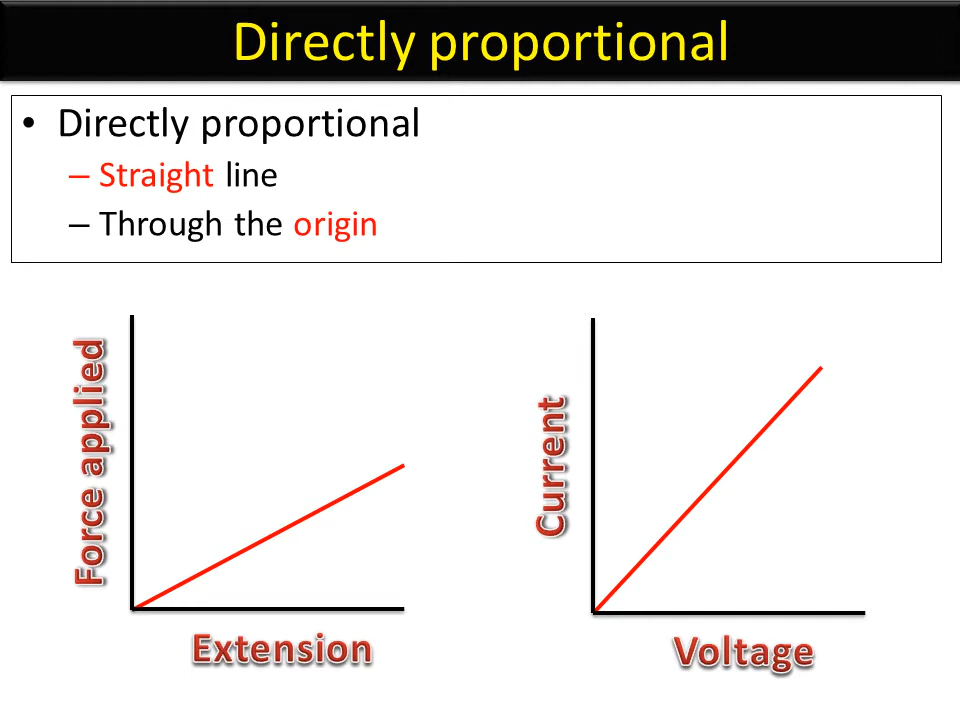 Directly proportional
• Directly proportional
– Straight line
– Through the origin
Force applied
Extension
Current
Voltage